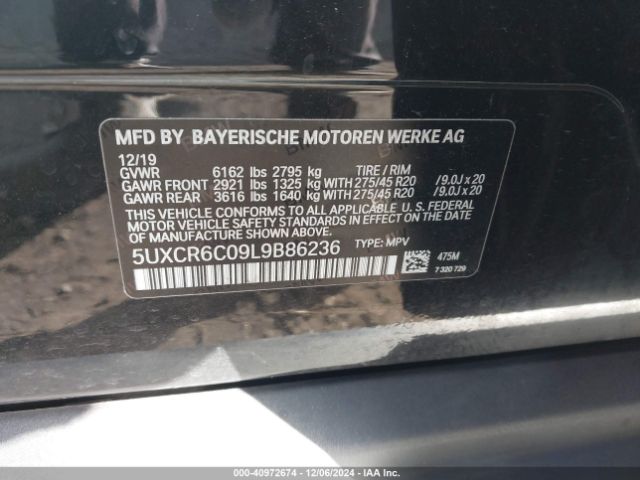 MFD BY BAYERISCHE MOTOREN WERKE AG
12/19
GVWR 6162 lbs 2795 kg TIRE / RIM
GAWR FRONT 2921 lbs 1325 kg WITH 275/45 R20 / 9.0J x 20
GAWR REAR 3616 lbs 1640 kg WITH 275/45 R20 / 9.0J x 20
THIS VEHICLE CONFORMS TO ALL APPLICABLE U. S. FEDERAL
MOTOR VEHICLE SAFETY STANDARDS IN EFFECT ON THE DATE
OF MANUFACTURE SHOWN ABOVE.
5UXCR6C09L9B86236 TYPE: MPV
475M
7 320 729
000-40972674 | 12/06/2024 | IAA, Inc.